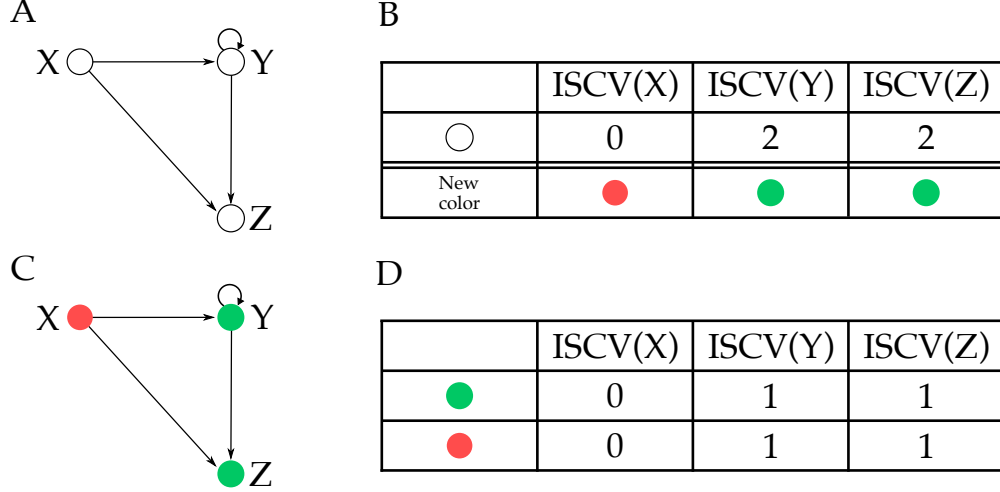 A
X
Y
Z
B
ISCV(X) ISCV(Y) ISCV(Z)
0 2 2
New
color
C
X
Y
Z
D
ISCV(X) ISCV(Y) ISCV(Z)
0 1 1
0 1 1